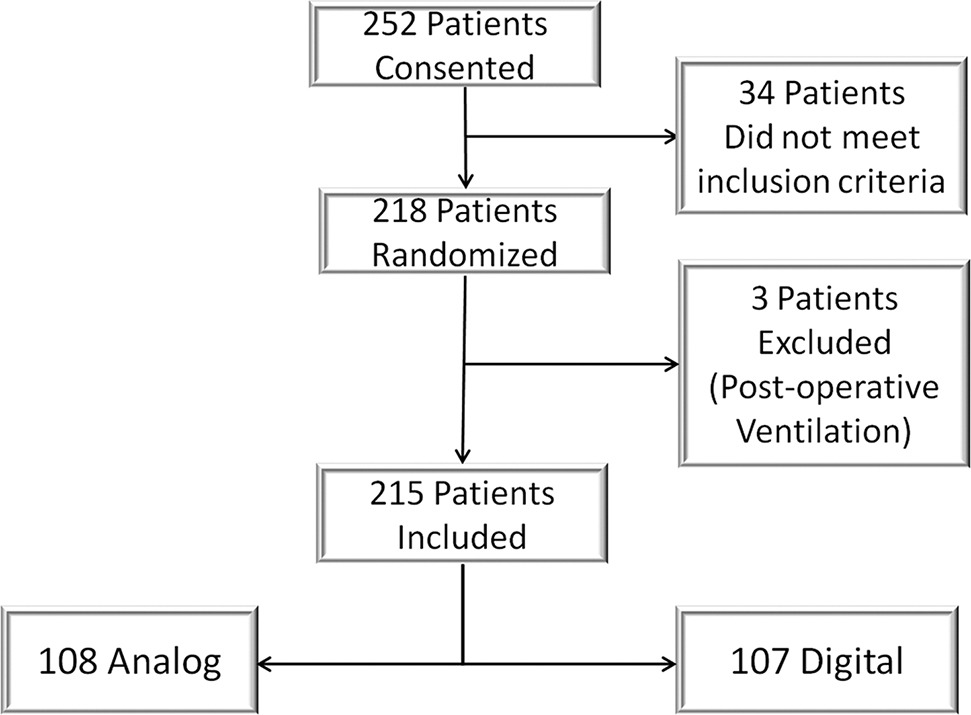 252 Patients
Consented
34 Patients
Did not meet
inclusion criteria
218 Patients
Randomized
3 Patients
Excluded
(Post-operative
Ventilation)
215 Patients
Included
108 Analog
107 Digital